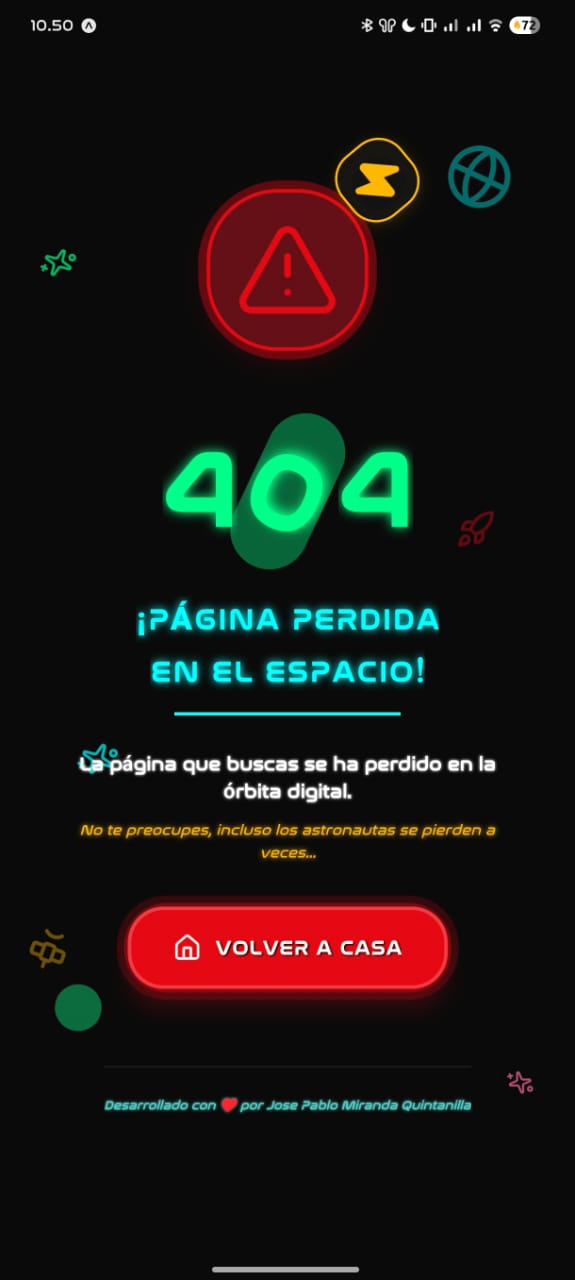 10.50
72
404
¡PÁGINA PERDIDA
EN EL ESPACIO!
La página que buscas se ha perdido en la
órbita digital.
No te preocupes, incluso los astronautas se pierden a
veces...
VOLVER A CASA
Desarrollado con ❤️ por Jose Pablo Miranda Quintanilla